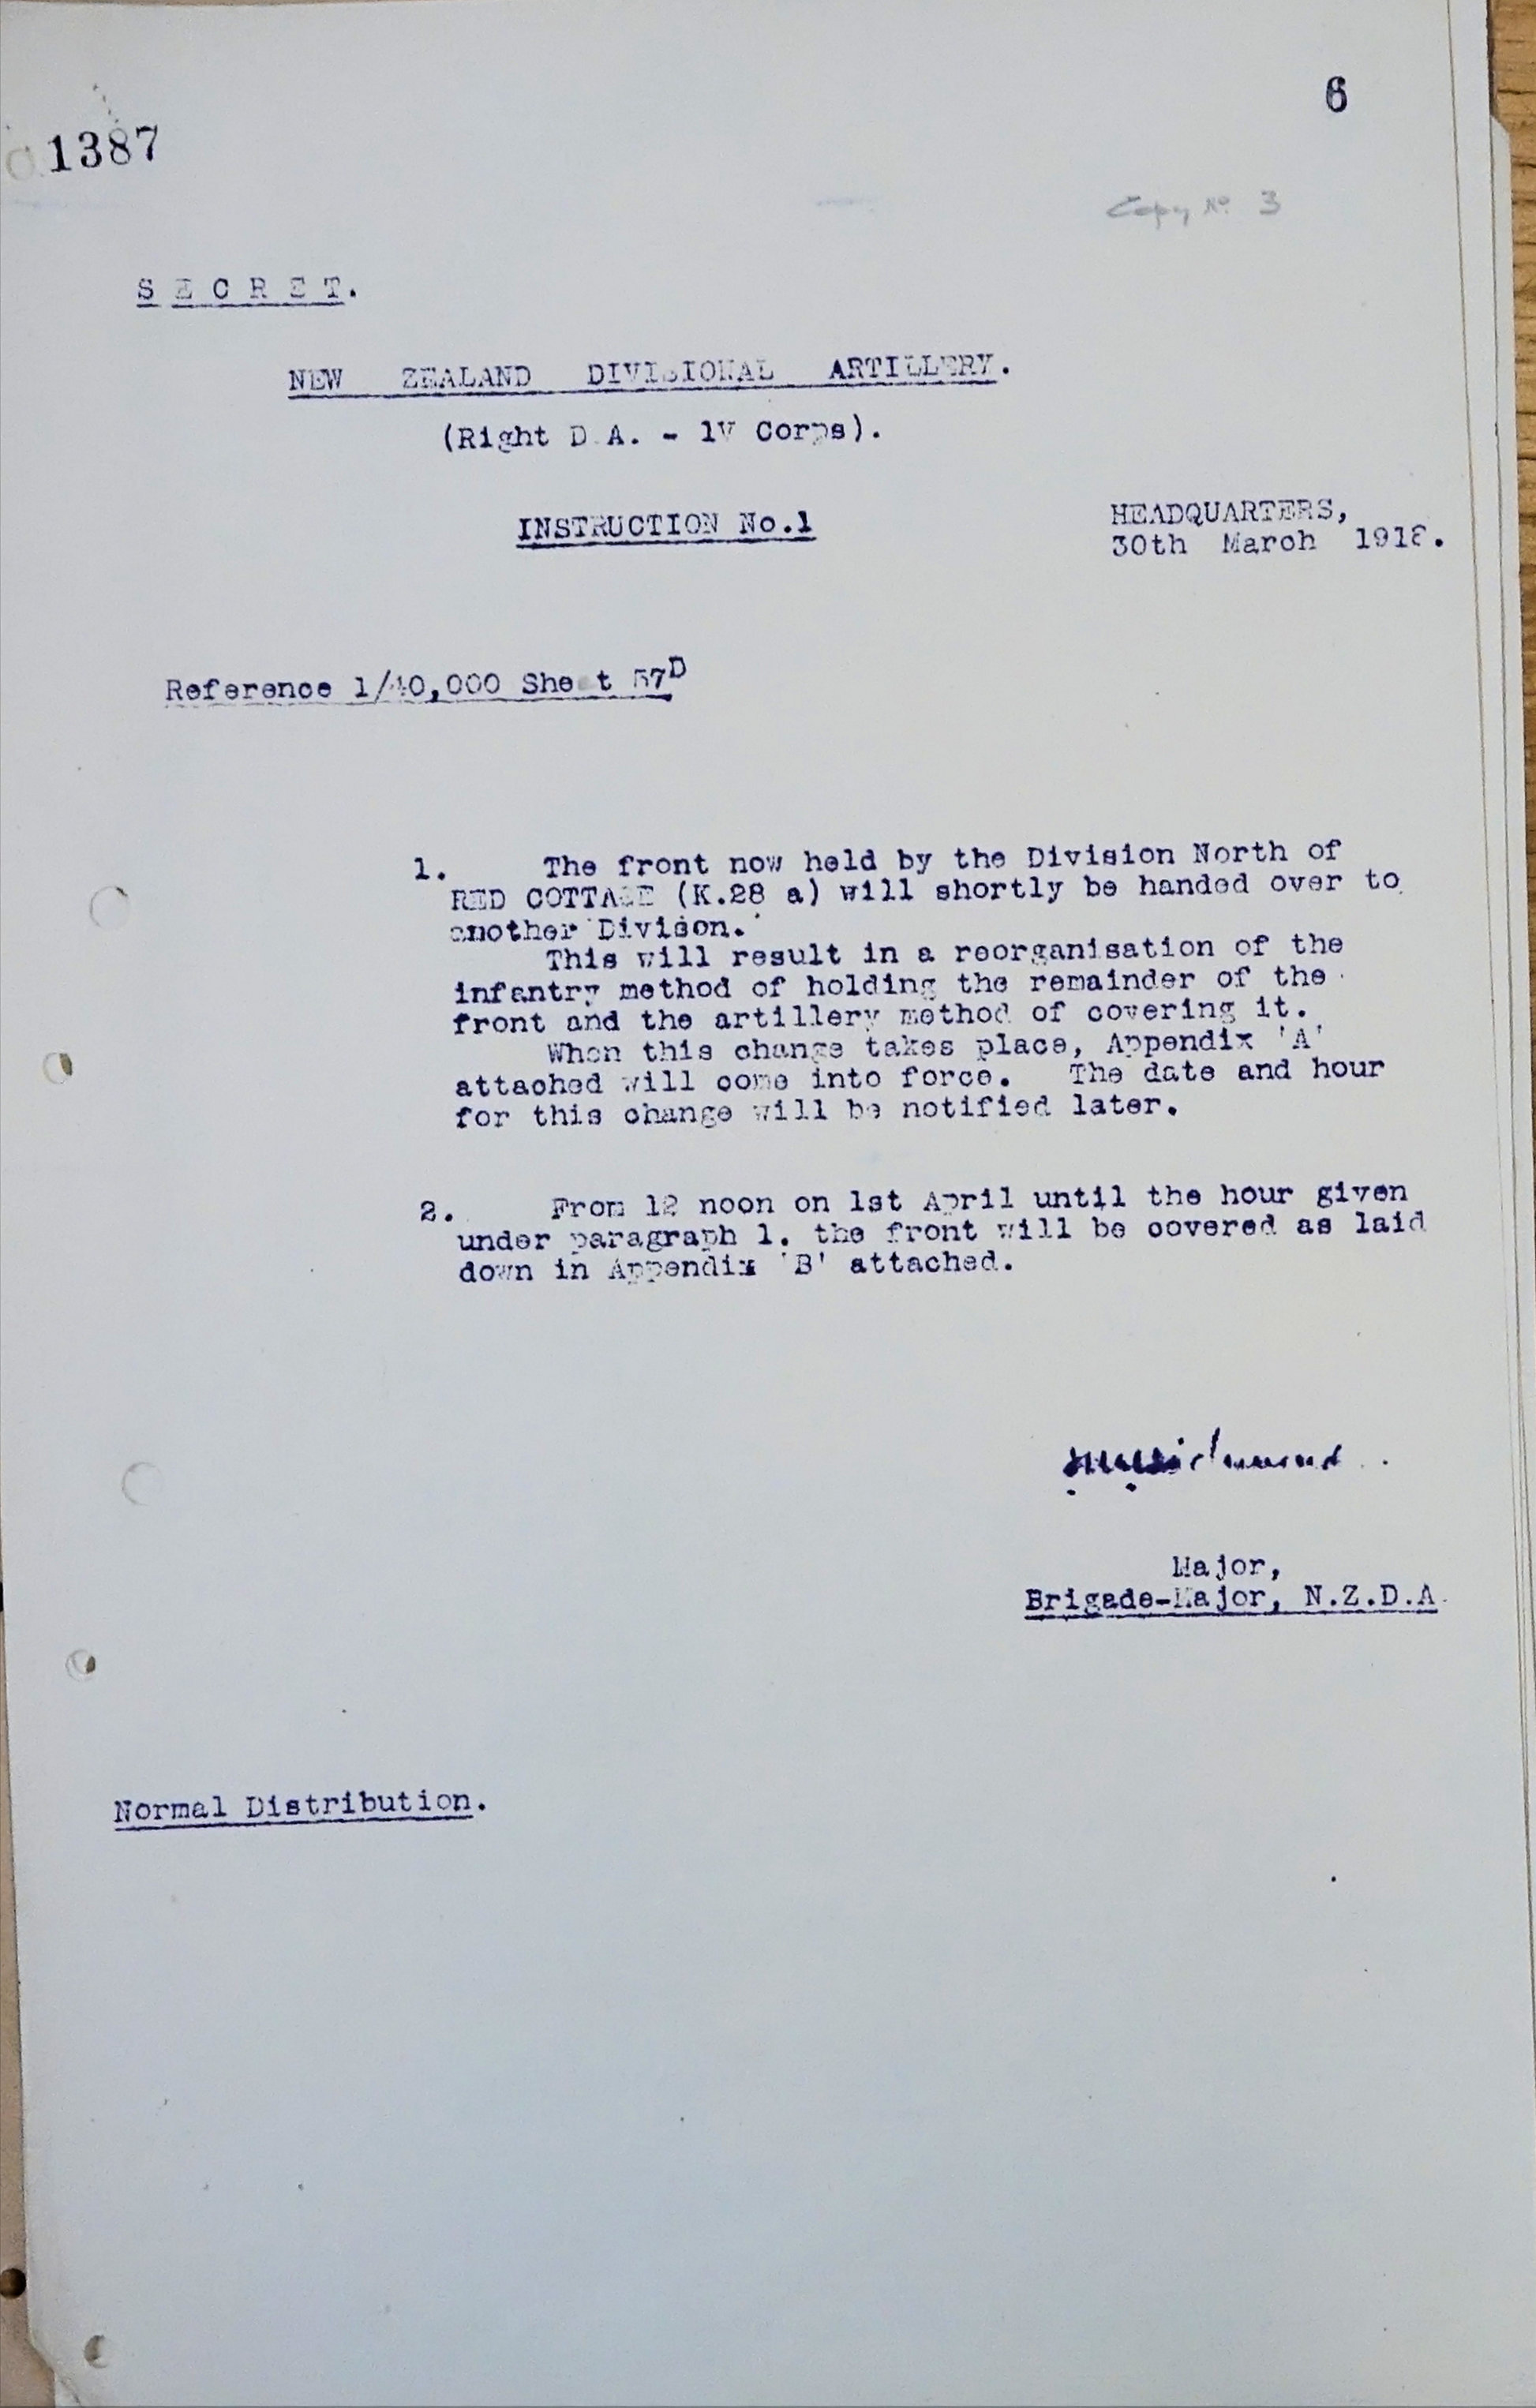 6
1387
Copy No 3
S E C R E T.
NEW ZEALAND DIVISIONAL ARTILLERY.
(Right D.A. - 1V Corps).
INSTRUCTION No.1
HEADQUARTERS,
30th March 1918.
Reference 1/40,000 Sheet 57D
1. The front now held by the Division North of
RED COTTAGE (K.28 a) will shortly be handed over to
another Divison.
This will result in a reorganisation of the
infantry method of holding the remainder of the
front and the artillery method of covering it.
When this change takes place, Appendix 'A'
attached will come into force. The date and hour
for this change will be notified later.
2. From 12 noon on 1st April until the hour given
under paragraph 1. the front will be covered as laid
down in Appendix 'B' attached.
Major,
Brigade-Major, N.Z.D.A.
Normal Distribution.